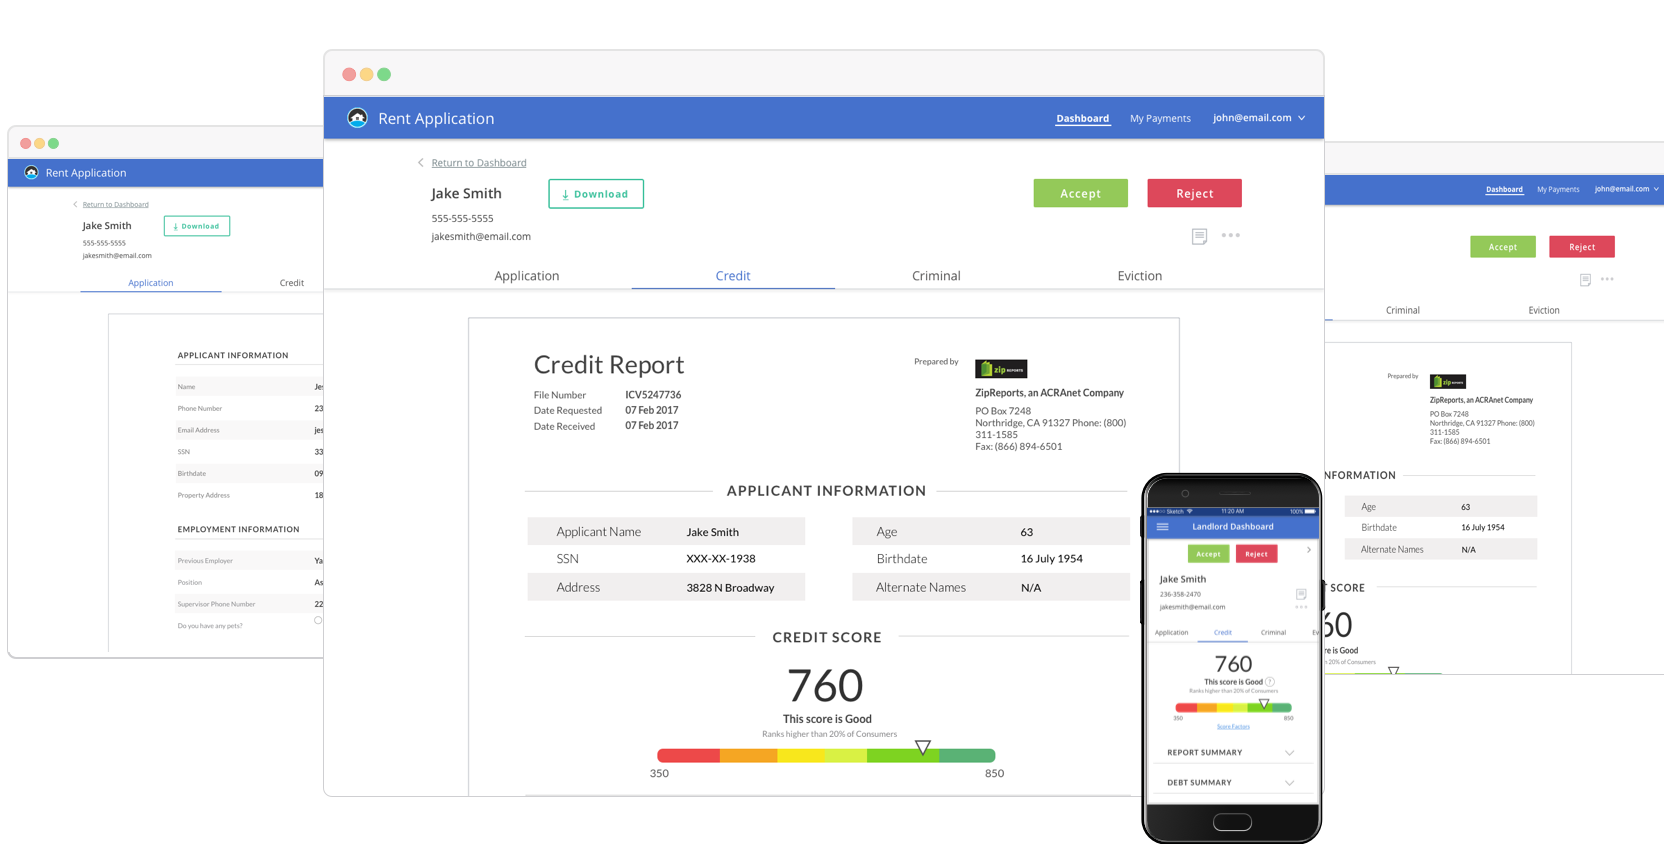 Rent Application
Dashboard My Payments john@email.com
Return to Dashboard
Jake Smith Download Accept Reject
555-555-5555
jakesmith@email.com
Application Credit Criminal Eviction
Credit Report
File Number ICV5247736
Date Requested 07 Feb 2017
Date Received 07 Feb 2017
Prepared by zip REPORTS
ZipReports, an ACRAnet Company
PO Box 7248
Northridge, CA 91327 Phone: (800)
311-1585
Fax: (866) 894-6501
APPLICANT INFORMATION
Applicant Name Jake Smith Age 63
SSN XXX-XX-1938 Birthdate 16 July 1954
Address 3828 N Broadway Alternate Names N/A
CREDIT SCORE
760
This score is Good
Ranks higher than 20% of Consumers
350 850
Rent Application
Return to Dashboard
Jake Smith Download
555-555-5555
jakesmith@email.com
Application Credit
APPLICANT INFORMATION
Name Je
Phone Number 23
Email Address jes
SSN 33
Birthdate 09
Property Address 18
EMPLOYMENT INFORMATION
Previous Employer Ya
Position As
Supervisor Phone Number 22
Do you have any pets?
Dashboard My Payments john@email.com
Accept Reject
Criminal Eviction
Prepared by zip REPORTS
ZipReports, an ACRAnet Company
PO Box 7248
Northridge, CA 91327 Phone: (800)
311-1585
Fax: (866) 894-6501
NFORMATION
Age 63
Birthdate 16 July 1954
Alternate Names N/A
T SCORE
60
re is Good
20% of Consumers
Sketch 11:20 AM 100%
Landlord Dashboard
Accept Reject
Jake Smith
236-358-2470
jakesmith@email.com
Application Credit Criminal Ev
760
This score is Good ?
Ranks higher than 20% of Consumers
350 850
Score Factors
REPORT SUMMARY
DEBT SUMMARY